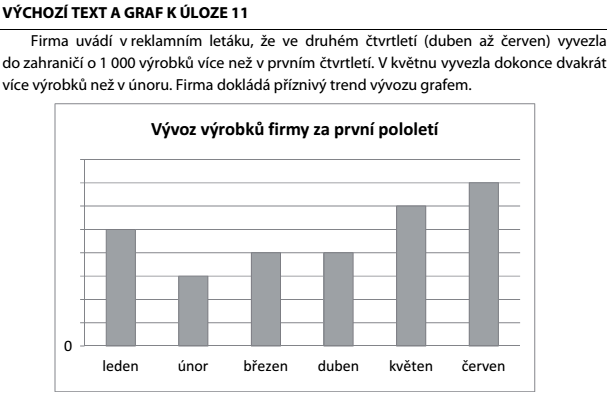 VÝCHOZÍ TEXT A GRAF K ÚLOZE 11
Firma uvádí v reklamním letáku, že ve druhém čtvrtletí (duben až červen) vyvezla
do zahraničí o 1 000 výrobků více než v prvním čtvrtletí. V květnu vyvezla dokonce dvakrát
více výrobků než v únoru. Firma dokládá příznivý trend vývozu grafem.
Vývoz výrobků firmy za první pololetí
0
leden únor březen duben květen červen